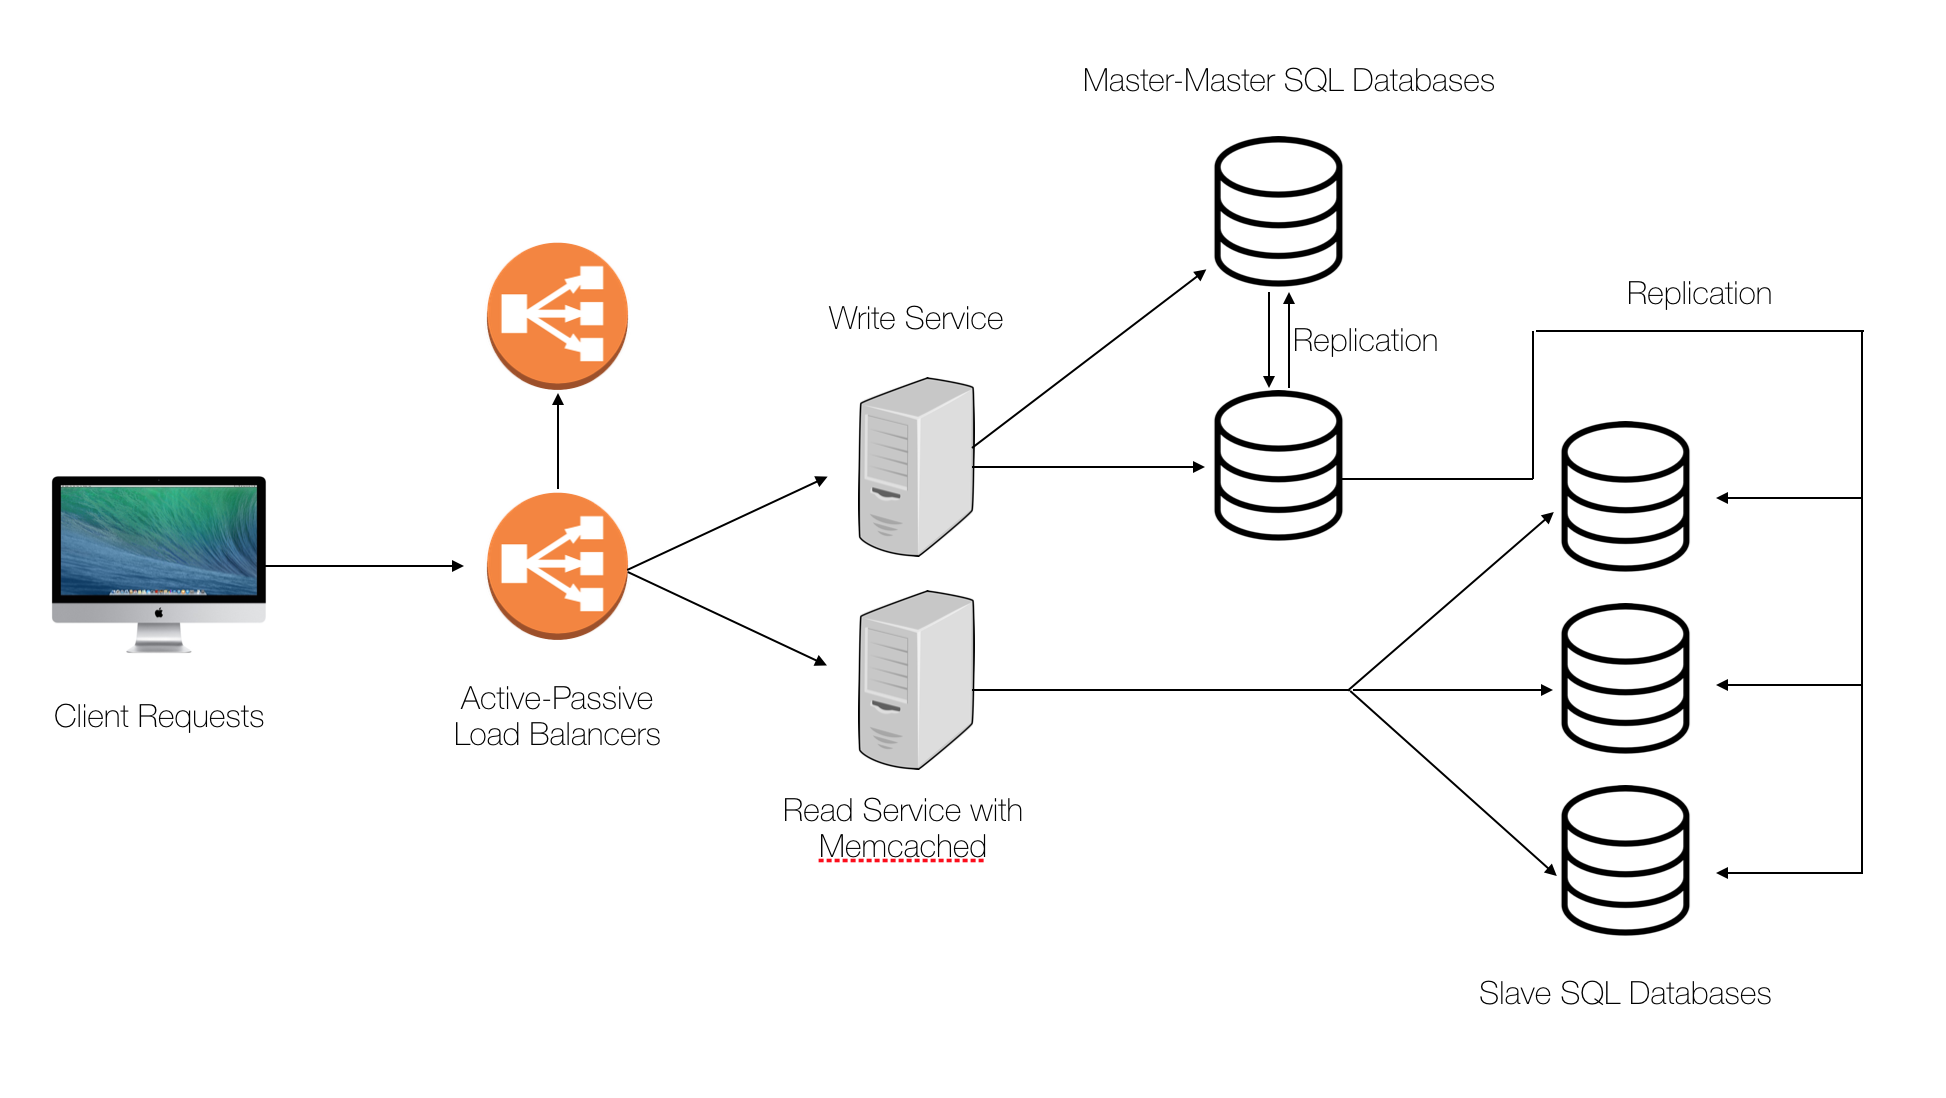 Master-Master SQL Databases
Replication
Write Service
Replication
Client Requests
Active-Passive
Load Balancers
Read Service with
Memcached
Slave SQL Databases